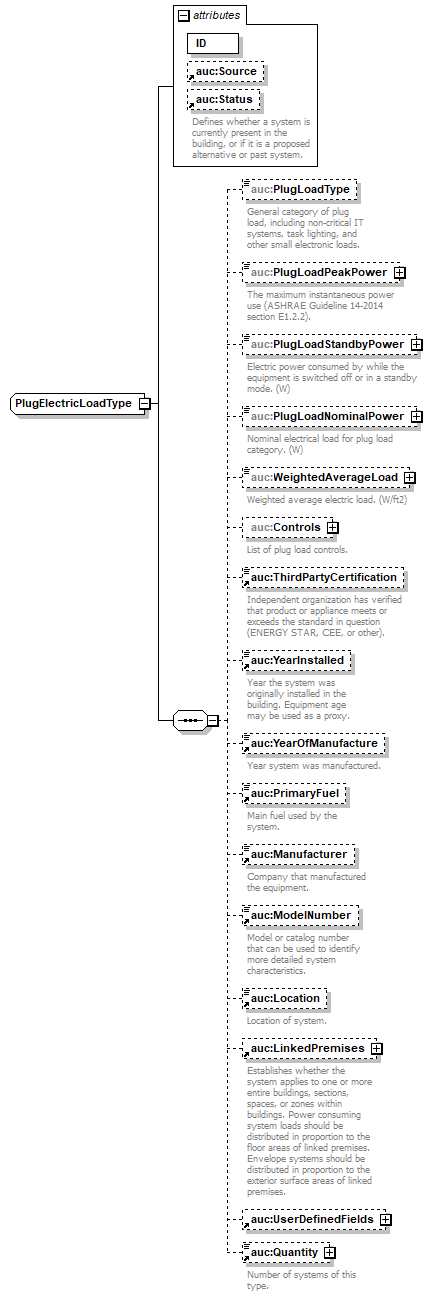 attributes
ID
auc:Source
auc:Status
Defines whether a system is
currently present in the
building, or if it is a proposed
alternative or past system.
auc:PlugLoadType
General category of plug
load, including non-critical IT
systems, task lighting, and
other small electronic loads.
auc:PlugLoadPeakPower
The maximum instantaneous power
use (ASHRAE Guideline 14-2014
section E1.2.2).
auc:PlugLoadStandbyPower
Electric power consumed by while the
equipment is switched off or in a standby
mode. (W)
PlugElectricLoadType
auc:PlugLoadNominalPower
Nominal electrical load for plug load
category. (W)
auc:WeightedAverageLoad
Weighted average electric load. (W/ft2)
auc:Controls
List of plug load controls.
auc:ThirdPartyCertification
Independent organization has verified
that product or appliance meets or
exceeds the standard in question
(ENERGY STAR, CEE, or other).
auc:YearInstalled
Year the system was
originally installed in the
building. Equipment age
may be used as a proxy.
auc:YearOfManufacture
Year system was manufactured.
auc:PrimaryFuel
Main fuel used by the
system.
auc:Manufacturer
Company that manufactured
the equipment.
auc:ModelNumber
Model or catalog number
that can be used to identify
more detailed system
characteristics.
auc:Location
Location of system.
auc:LinkedPremises
Establishes whether the
system applies to one or more
entire buildings, sections,
spaces, or zones within
buildings. Power consuming
system loads should be
distributed in proportion to the
floor areas of linked premises.
Envelope systems should be
distributed in proportion to the
exterior surface areas of linked
premises.
auc:UserDefinedFields
auc:Quantity
Number of systems of this
type.